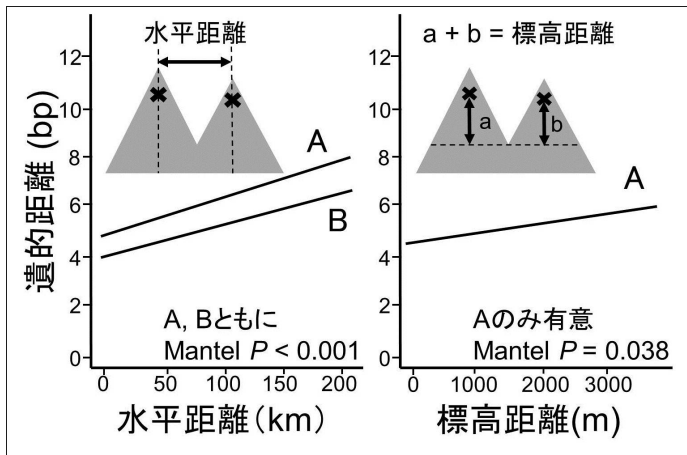 遺的距離 (bp)
12
10
8
6
4
2
0
水平距離
A
B
A, Bともに
Mantel P < 0.001
0 50 100 150 200
水平距離(km)
12
10
8
6
4
2
0
a + b = 標高距離
a
b
A
Aのみ有意
Mantel P = 0.038
0 1000 2000 3000
標高距離(m)